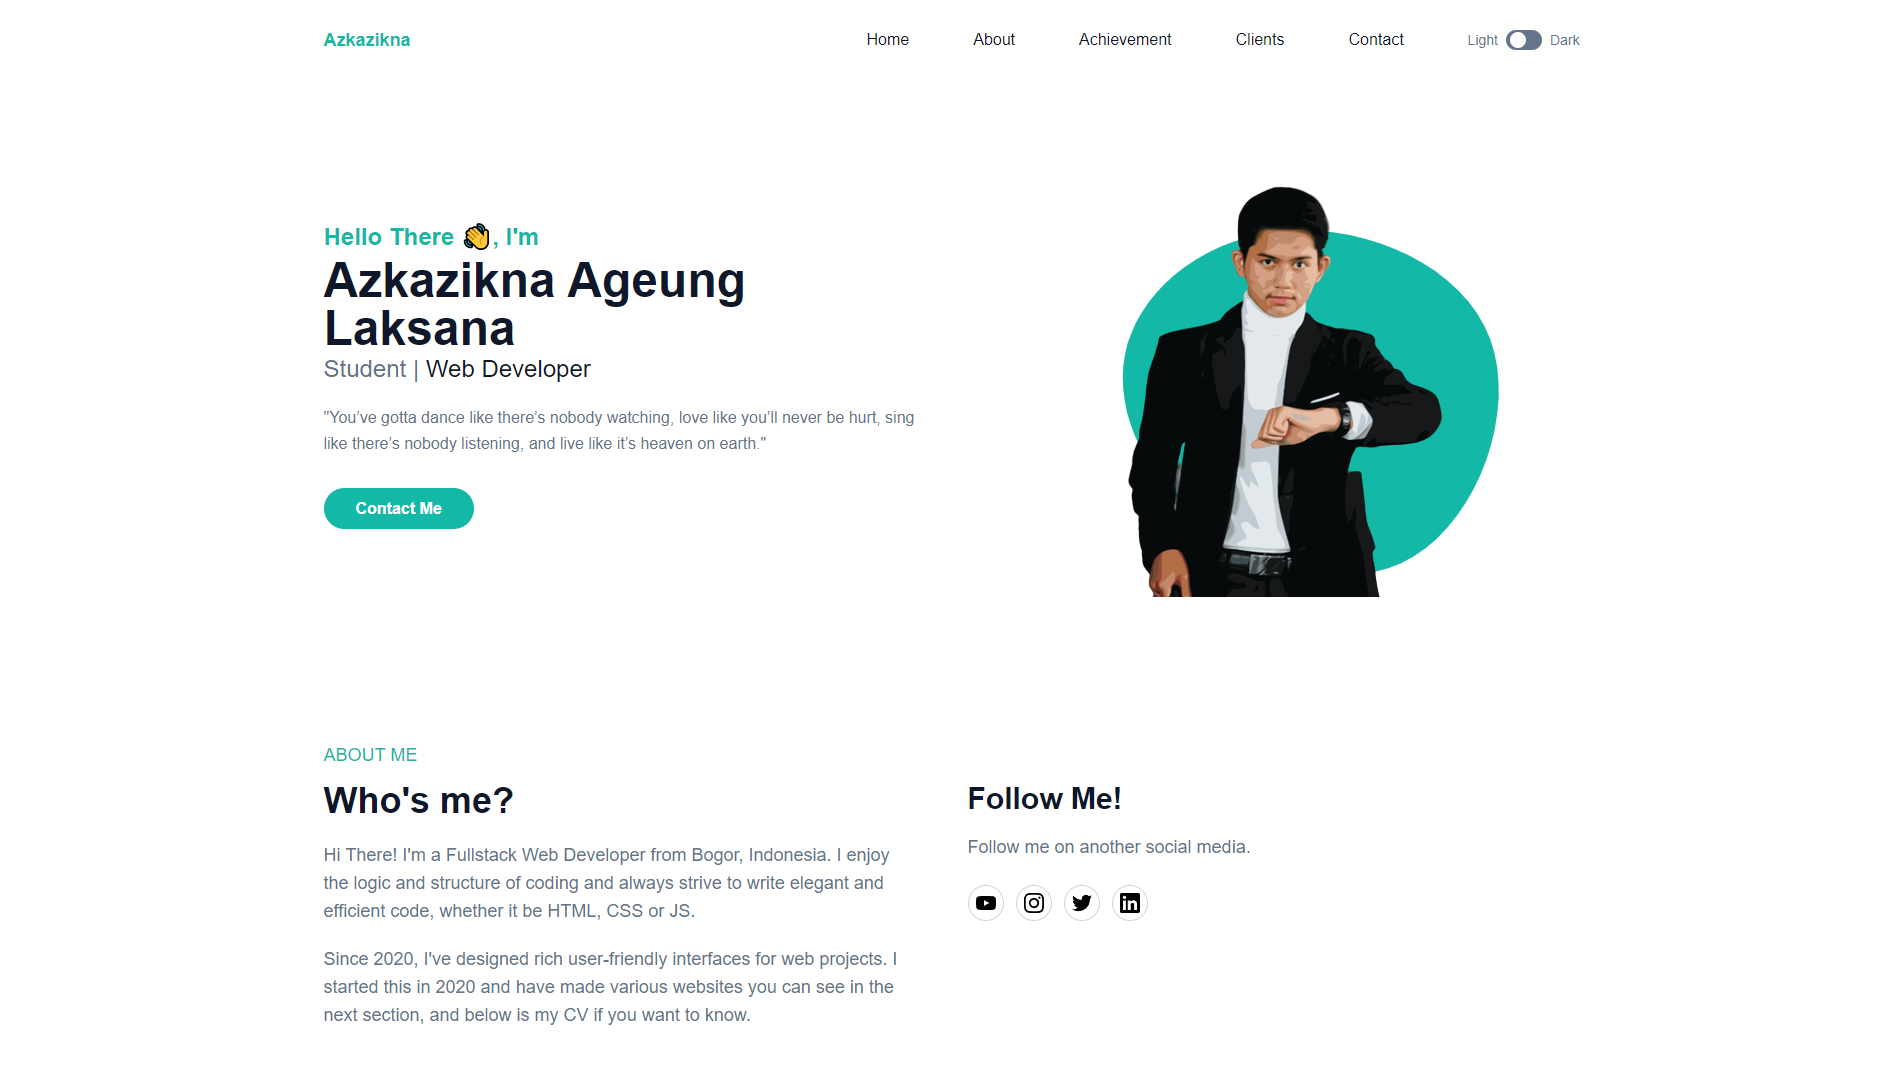 Azkazikna
Home
About
Achievement
Clients
Contact
Light
Dark
Hello There 👋, I'm
Azkazikna Ageung
Laksana
Student | Web Developer
"You’ve gotta dance like there’s nobody watching, love like you’ll never be hurt, sing
like there’s nobody listening, and live like it’s heaven on earth."
Contact Me
ABOUT ME
Who's me?
Hi There! I'm a Fullstack Web Developer from Bogor, Indonesia. I enjoy
the logic and structure of coding and always strive to write elegant and
efficient code, whether it be HTML, CSS or JS.
Since 2020, I've designed rich user-friendly interfaces for web projects. I
started this in 2020 and have made various websites you can see in the
next section, and below is my CV if you want to know.
Follow Me!
Follow me on another social media.